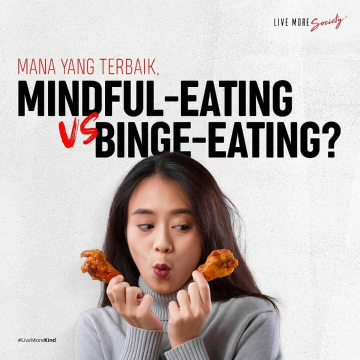 LIVE MORE Society
MANA YANG TERBAIK,
MINDFUL-EATING
VS BINGE-EATING?
#LiveMoreKind